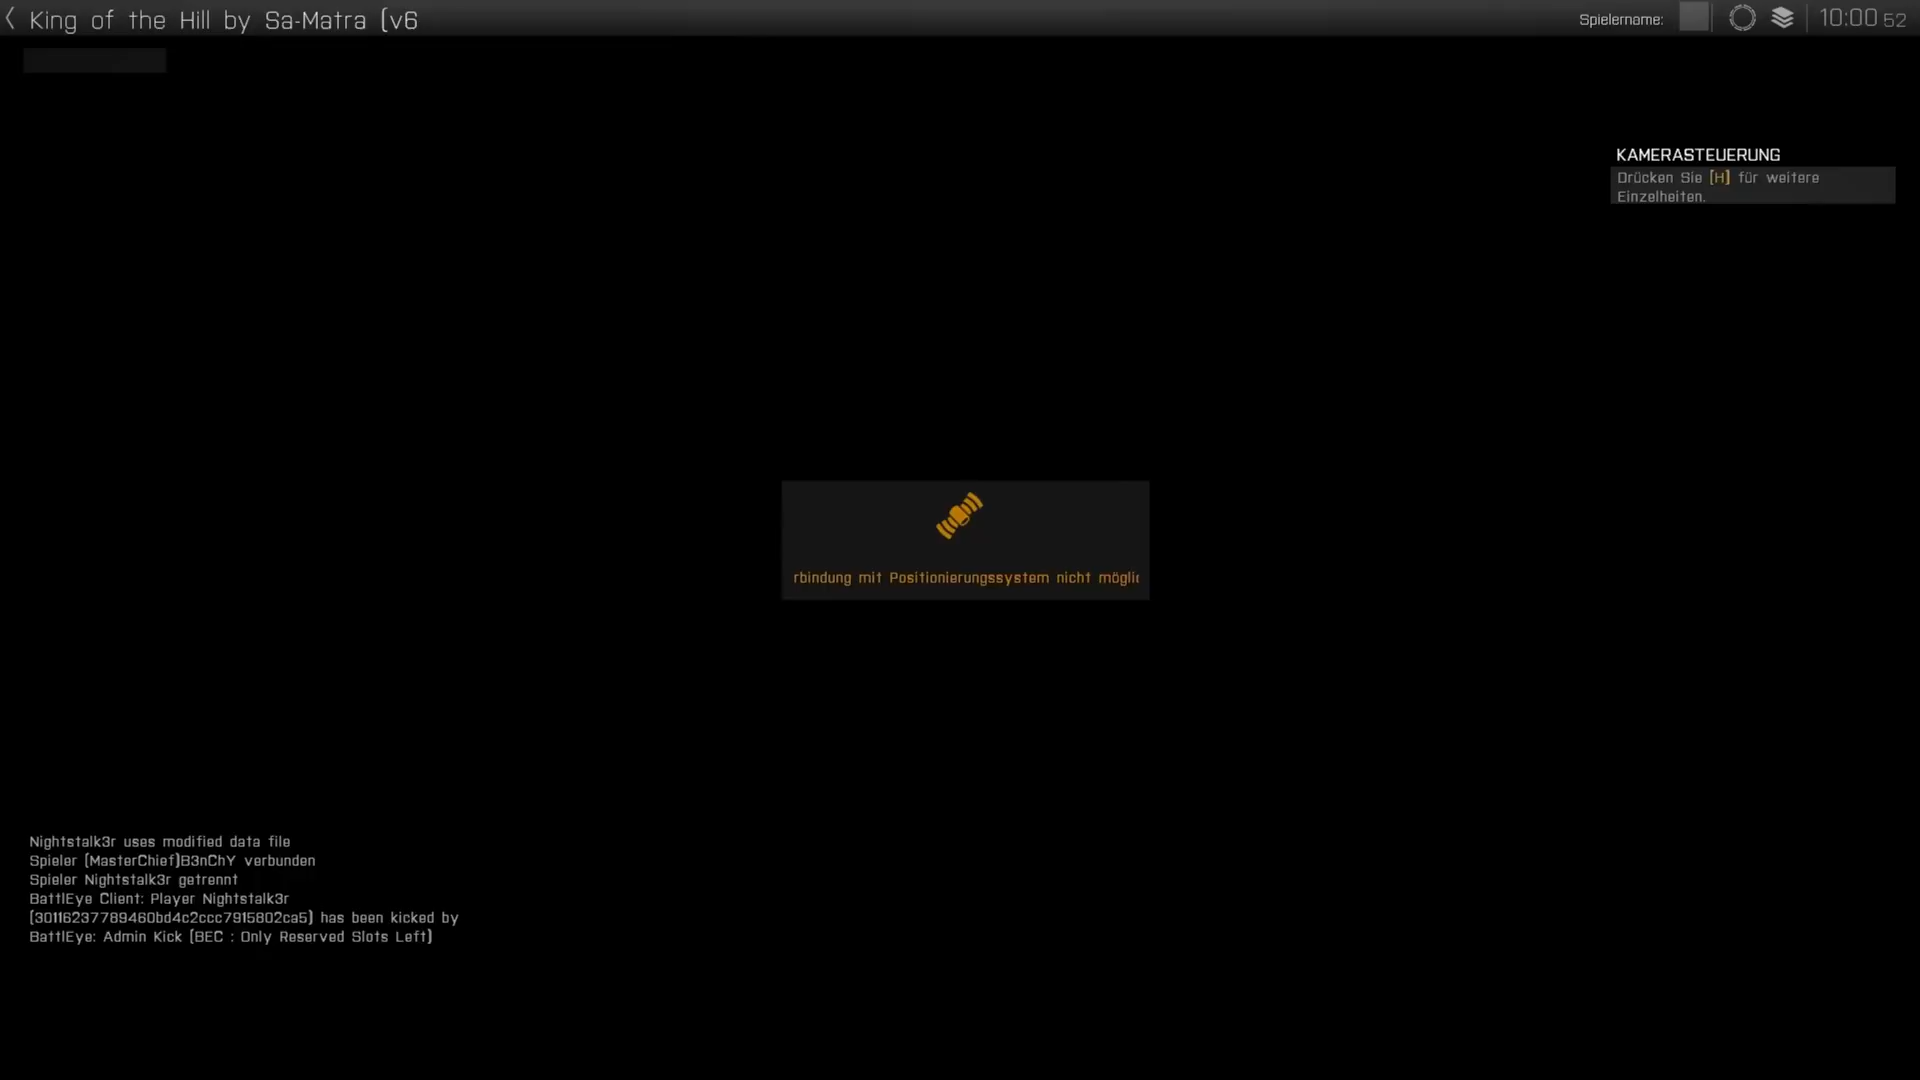 King of the Hill by Sa-Matra (v6
Spielername:
10:00 52
KAMERASTEUERUNG
Drücken Sie [H] für weitere
Einzelheiten.
rbindung mit Positionierungssystem nicht möglic
Nightstalk3r uses modified data file
Spieler (MasterChief)B3nChY verbunden
Spieler Nightstalk3r getrennt
BattlEye Client: Player Nightstalk3r
(30116237789460bd4c2ccc7915802ca5) has been kicked by
BattlEye: Admin Kick (BEC : Only Reserved Slots Left)